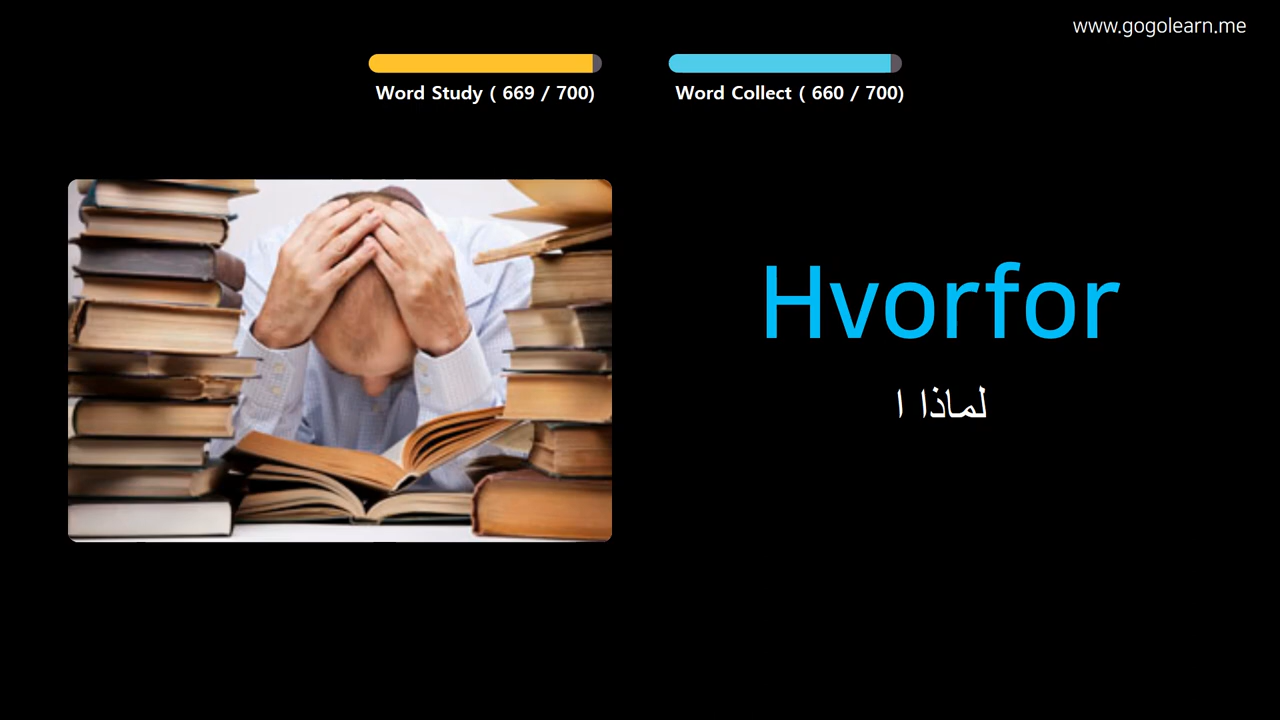 www.gogolearn.me
Word Study ( 669 / 700)
Word Collect ( 660 / 700)
Hvorfor
لماذا ا